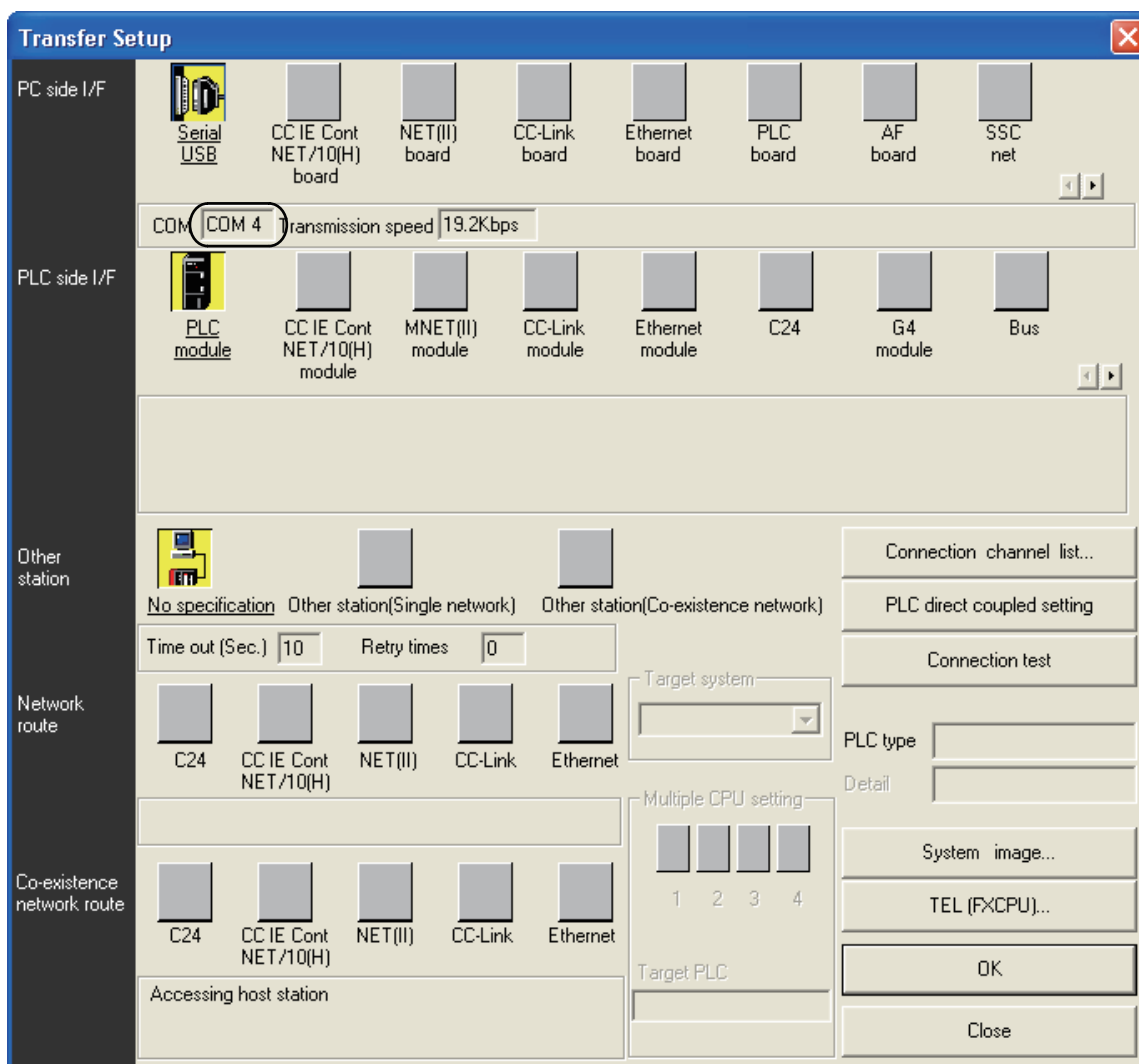 Transfer Setup
PC side I/F
Serial USB
CC IE Cont NET/10(H) board
NET(II) board
CC-Link board
Ethernet board
PLC board
AF board
SSC net
COM COM 4 Transmission speed 19.2Kbps
PLC side I/F
PLC module
CC IE Cont NET/10(H) module
MNET(II) module
CC-Link module
Ethernet module
C24
G4 module
Bus
Other station
No specification
Other station(Single network)
Other station(Co-existence network)
Time out (Sec.) 10 Retry times 0
Connection channel list...
PLC direct coupled setting
Connection test
Network route
C24
CC IE Cont NET/10(H)
NET(II)
CC-Link
Ethernet
Target system
PLC type
Detail
Multiple CPU setting
1 2 3 4
System image...
TEL (FXCPU)...
Co-existence network route
C24
CC IE Cont NET/10(H)
NET(II)
CC-Link
Ethernet
Accessing host station
Target PLC
OK
Close